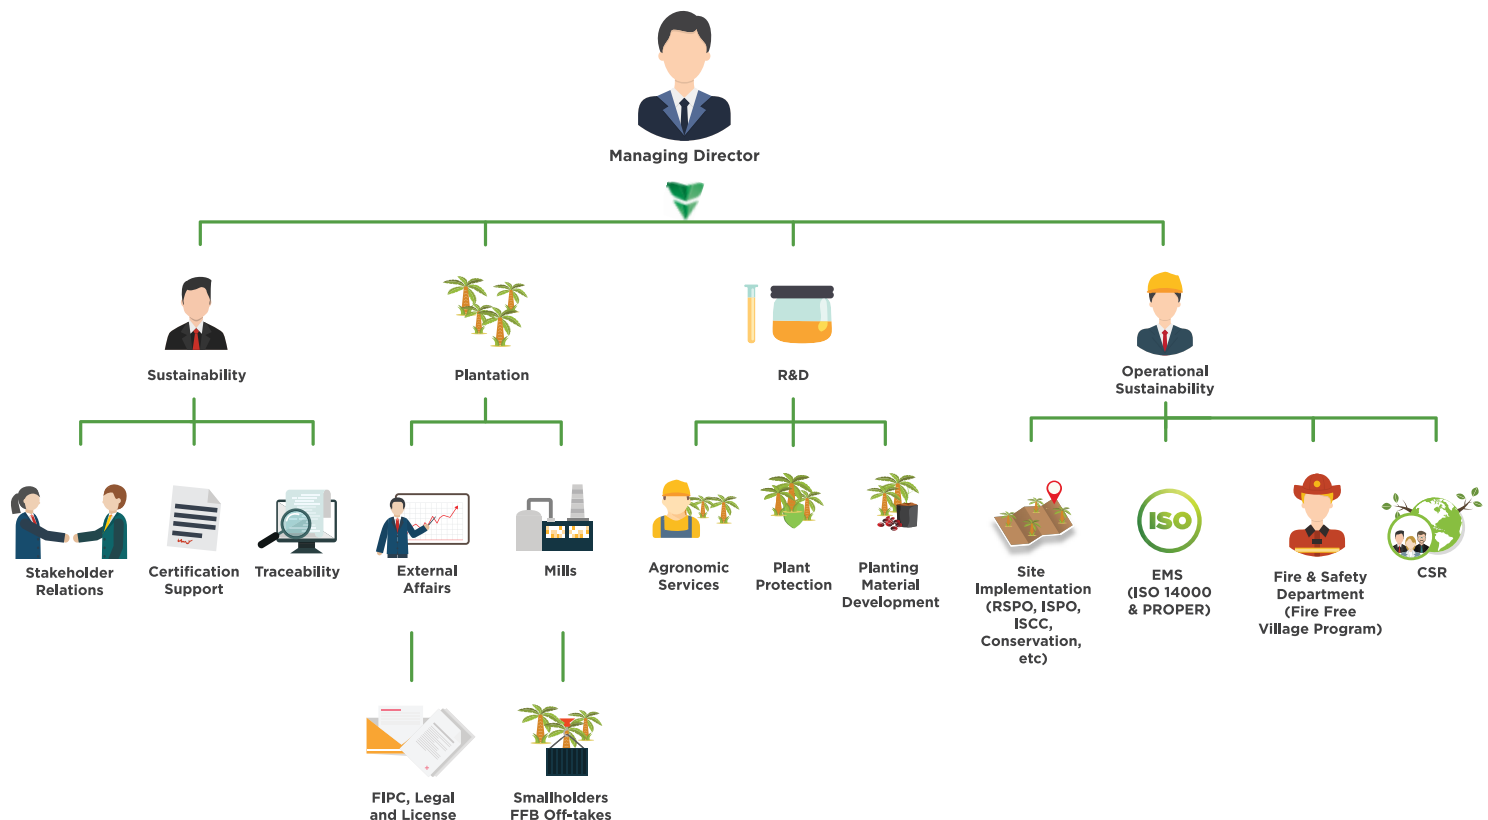 Managing Director
Sustainability
Plantation
R&D
Operational
Sustainability
Stakeholder
Relations
Certification
Support
Traceability
External
Affairs
Mills
Agronomic
Services
Plant
Protection
Planting
Material
Development
Site
Implementation
(RSPO, ISPO,
ISCC,
Conservation,
etc)
ISO
EMS
(ISO 14000
& PROPER)
Fire & Safety
Department
(Fire Free
Village Program)
CSR
FIPC, Legal
and License
Smallholders
FFB Off-takes